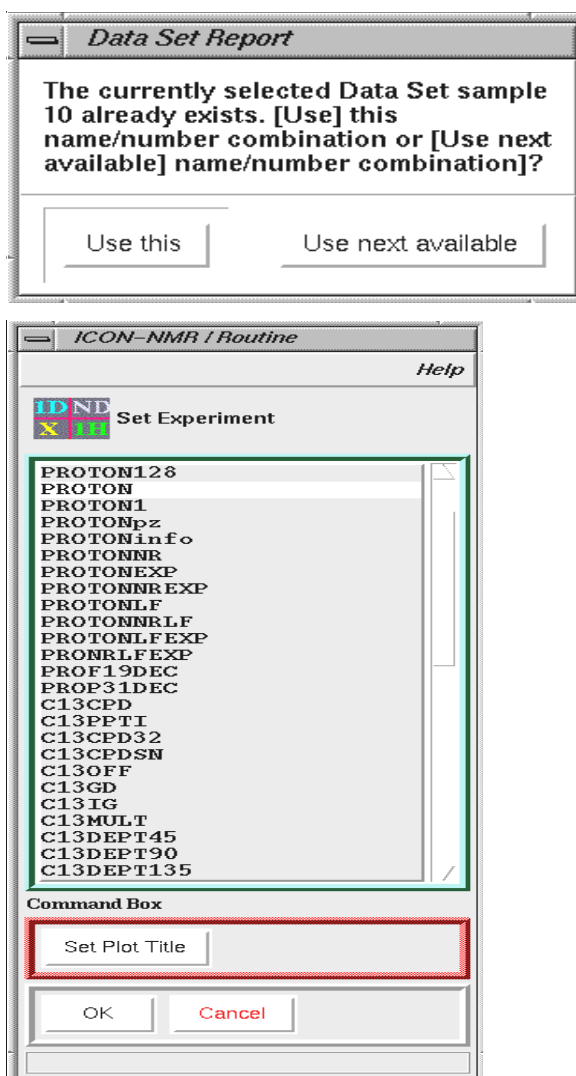 Data Set Report
The currently selected Data Set sample
10 already exists. [Use] this
name/number combination or [Use next
available] name/number combination]?
Use this
Use next available
ICON-NMR / Routine
Help
1D ND
X 1H
Set Experiment
PROTON128
PROTON
PROTON1
PROTONpz
PROTONinfo
PROTONNR
PROTONEXP
PROTONNREXP
PROTONLF
PROTONNRLF
PROTONLFEXP
PRONRLFEXP
PROF19DEC
PROP31DEC
C13CPD
C13PPTI
C13CPD32
C13CPDSN
C13OFF
C13GD
C13IG
C13MULT
C13DEPT45
C13DEPT90
C13DEPT135
Command Box
Set Plot Title
OK
Cancel